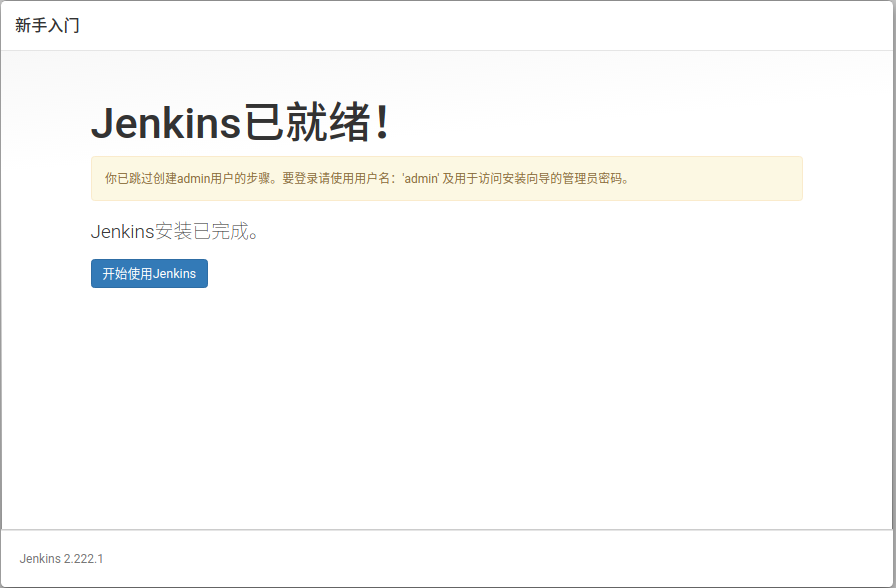 新手入门
Jenkins已就绪！
你已跳过创建admin用户的步骤。要登录请使用用户名：'admin' 及用于访问安装向导的管理员密码。
Jenkins安装已完成。
开始使用Jenkins
Jenkins 2.222.1